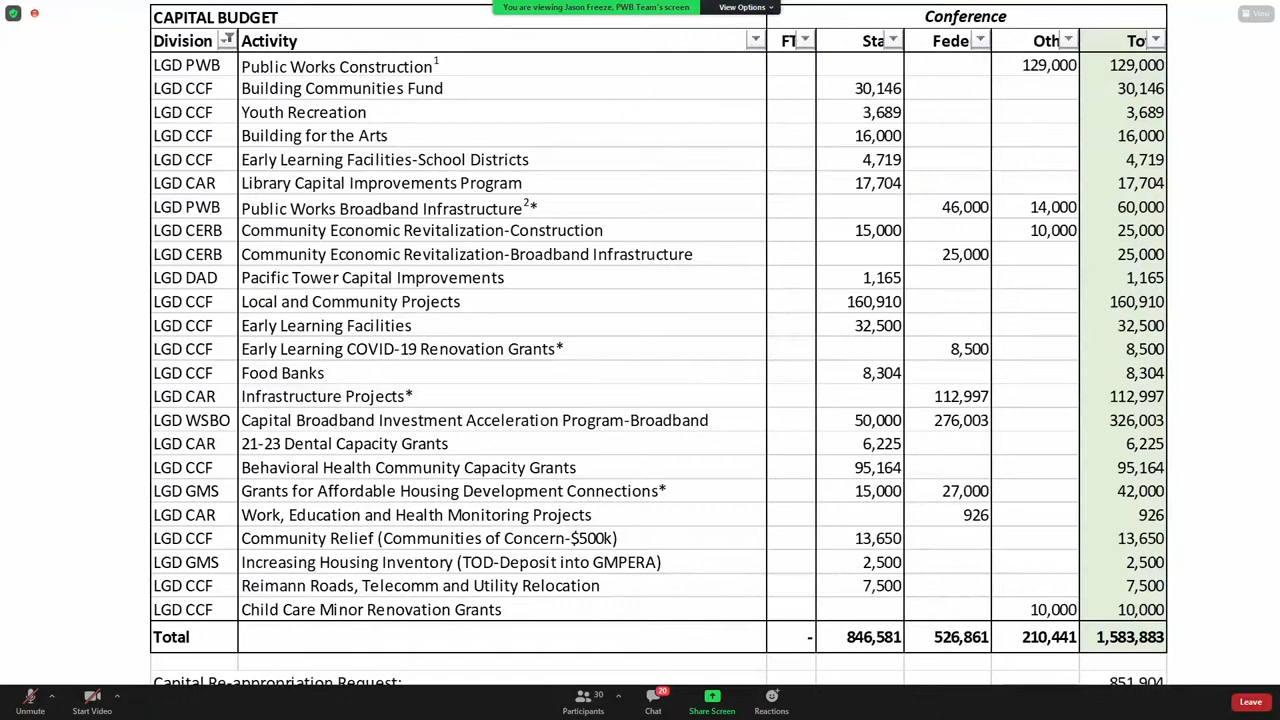 You are viewing Jason Freeze, PWB Team's screen View Options
View
CAPITAL BUDGET Conference
Division Activity FT Sta Fede Oth To
LGD PWB Public Works Construction1 129,000 129,000
LGD CCF Building Communities Fund 30,146 30,146
LGD CCF Youth Recreation 3,689 3,689
LGD CCF Building for the Arts 16,000 16,000
LGD CCF Early Learning Facilities-School Districts 4,719 4,719
LGD CAR Library Capital Improvements Program 17,704 17,704
LGD PWB Public Works Broadband Infrastructure2* 46,000 14,000 60,000
LGD CERB Community Economic Revitalization-Construction 15,000 10,000 25,000
LGD CERB Community Economic Revitalization-Broadband Infrastructure 25,000 25,000
LGD DAD Pacific Tower Capital Improvements 1,165 1,165
LGD CCF Local and Community Projects 160,910 160,910
LGD CCF Early Learning Facilities 32,500 32,500
LGD CCF Early Learning COVID-19 Renovation Grants* 8,500 8,500
LGD CCF Food Banks 8,304 8,304
LGD CAR Infrastructure Projects* 112,997 112,997
LGD WSBO Capital Broadband Investment Acceleration Program-Broadband 50,000 276,003 326,003
LGD CAR 21-23 Dental Capacity Grants 6,225 6,225
LGD CCF Behavioral Health Community Capacity Grants 95,164 95,164
LGD GMS Grants for Affordable Housing Development Connections* 15,000 27,000 42,000
LGD CAR Work, Education and Health Monitoring Projects 926 926
LGD CCF Community Relief (Communities of Concern-$500k) 13,650 13,650
LGD GMS Increasing Housing Inventory (TOD-Deposit into GMPERA) 2,500 2,500
LGD CCF Reimann Roads, Telecomm and Utility Relocation 7,500 7,500
LGD CCF Child Care Minor Renovation Grants 10,000 10,000
Total - 846,581 526,861 210,441 1,583,883
Capital Re-appropriation Request: 851,904
30 20
Unmute Start Video Participants Chat Share Screen Reactions Leave